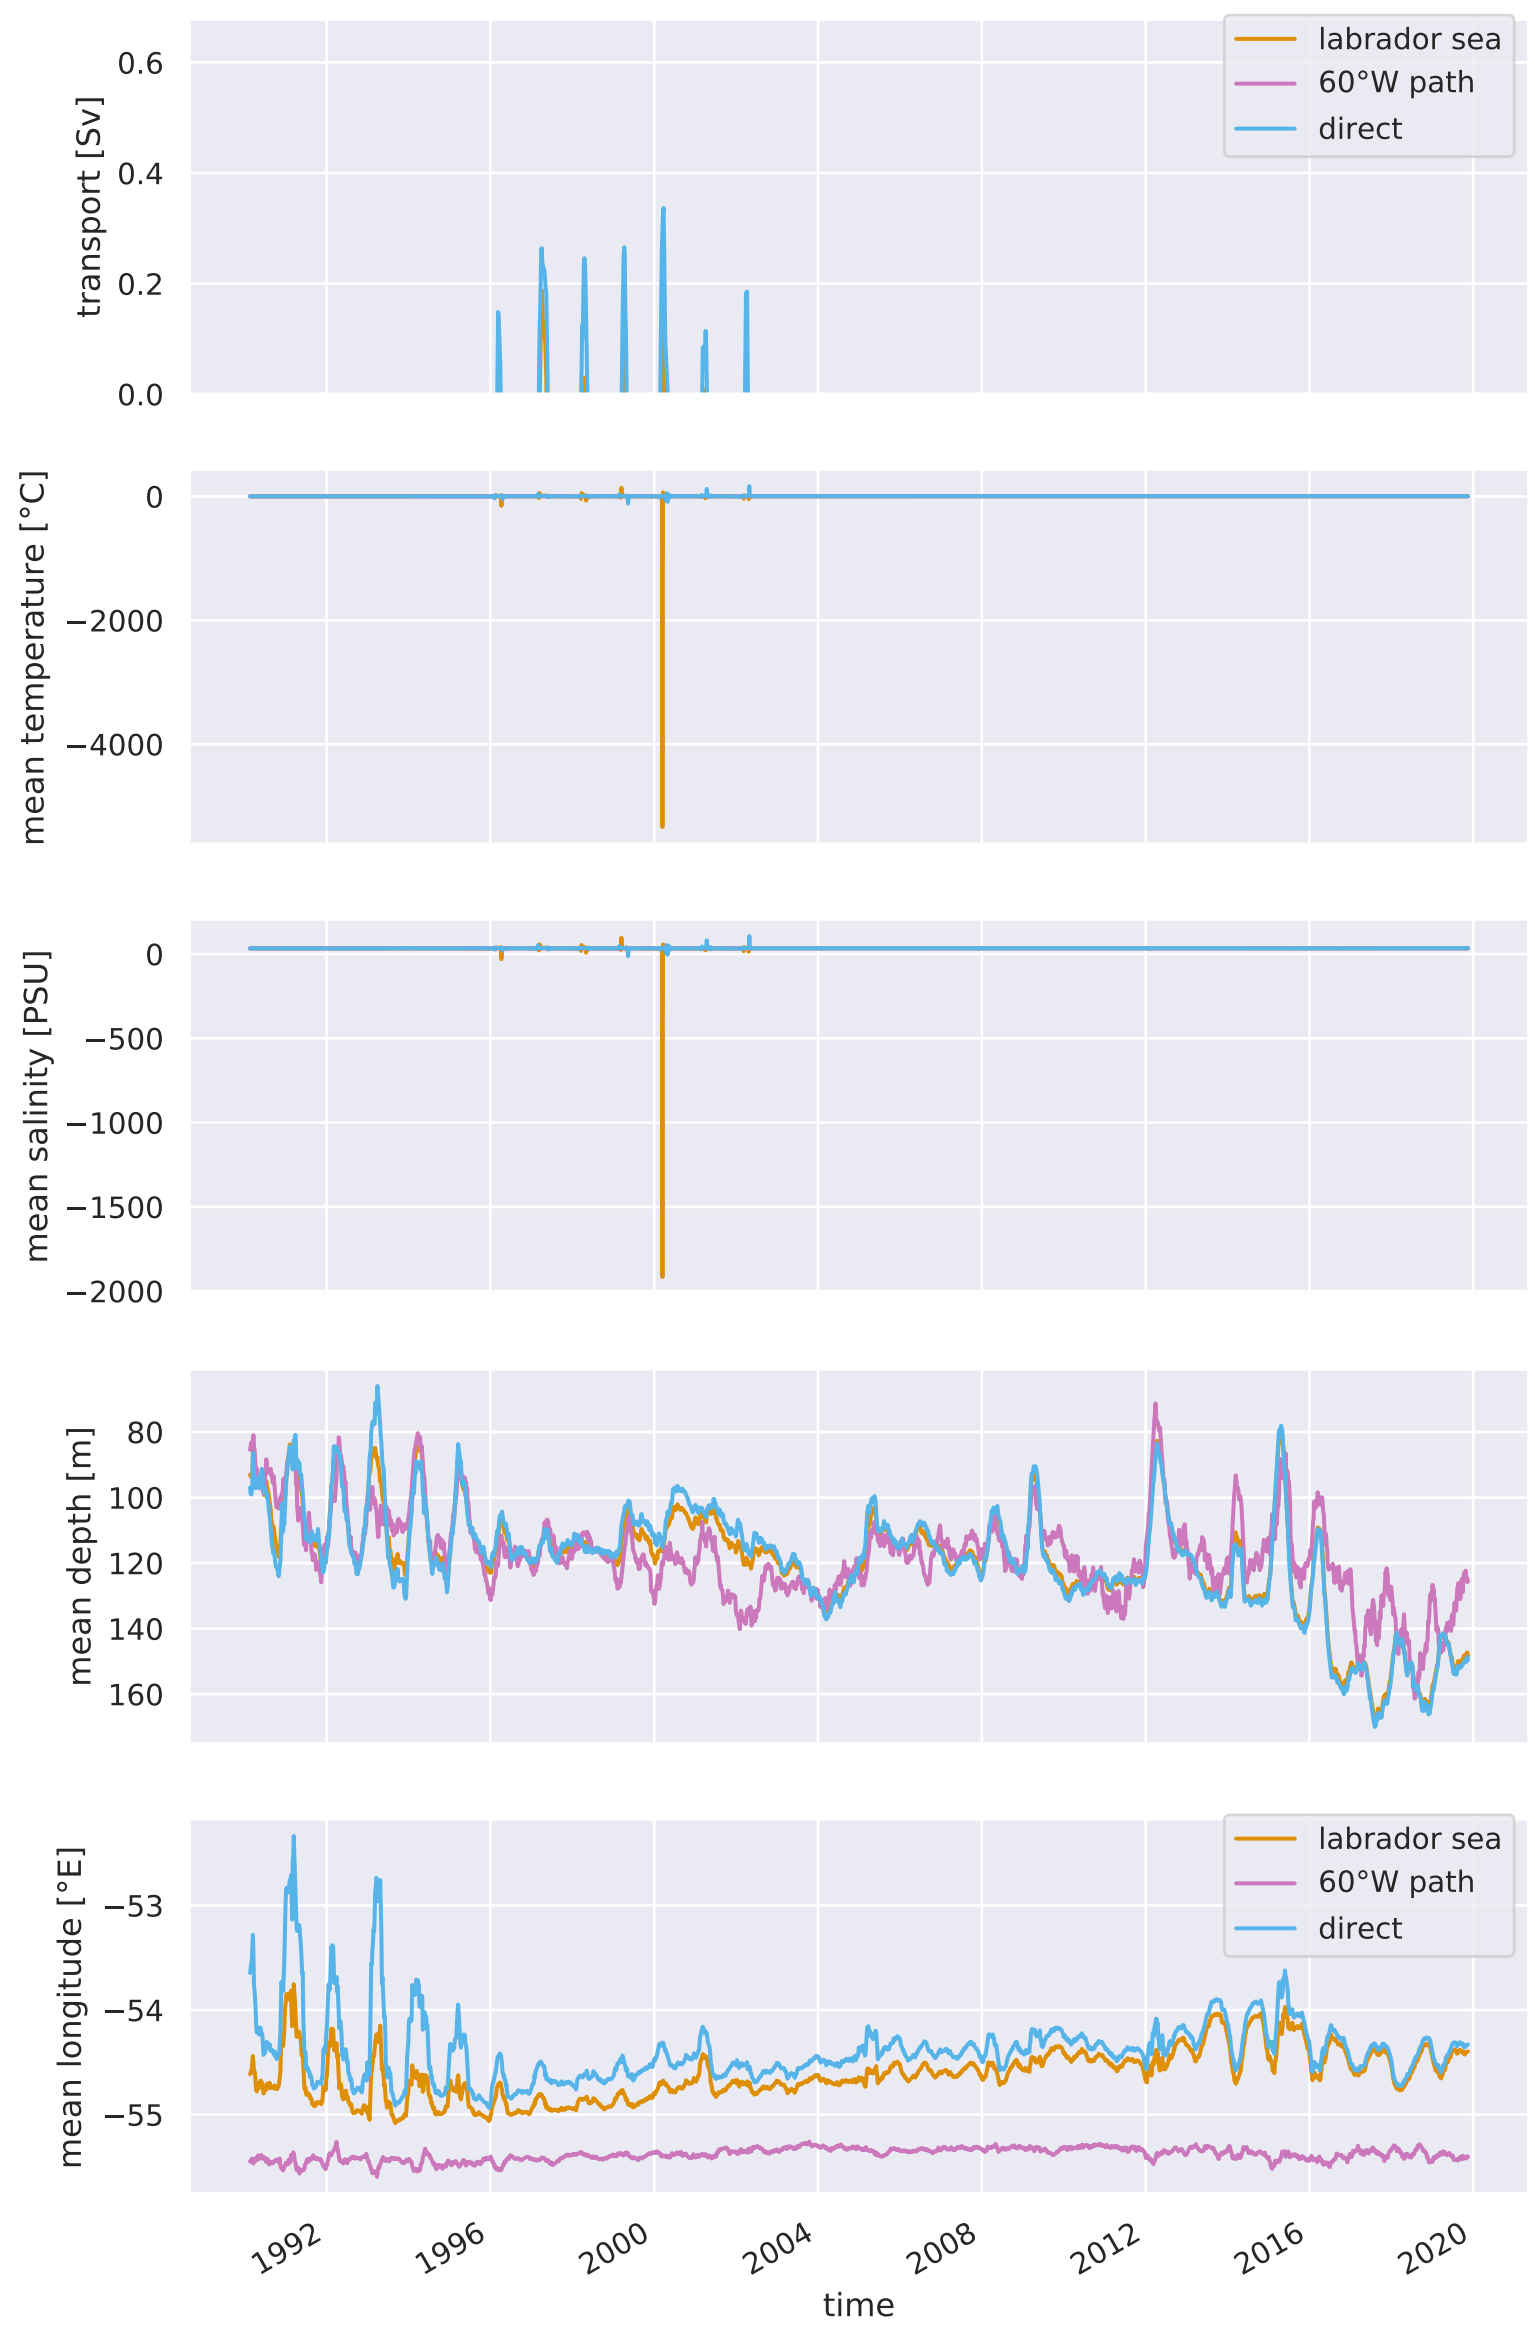 labrador sea
60°W path
direct
transport [Sv]
0.6
0.4
0.2
0.0
mean temperature [°C]
0
−2000
−4000
mean salinity [PSU]
0
−500
−1000
−1500
−2000
mean depth [m]
80
100
120
140
160
labrador sea
60°W path
direct
mean longitude [°E]
−53
−54
−55
1992
1996
2000
2004
2008
2012
2016
2020
time